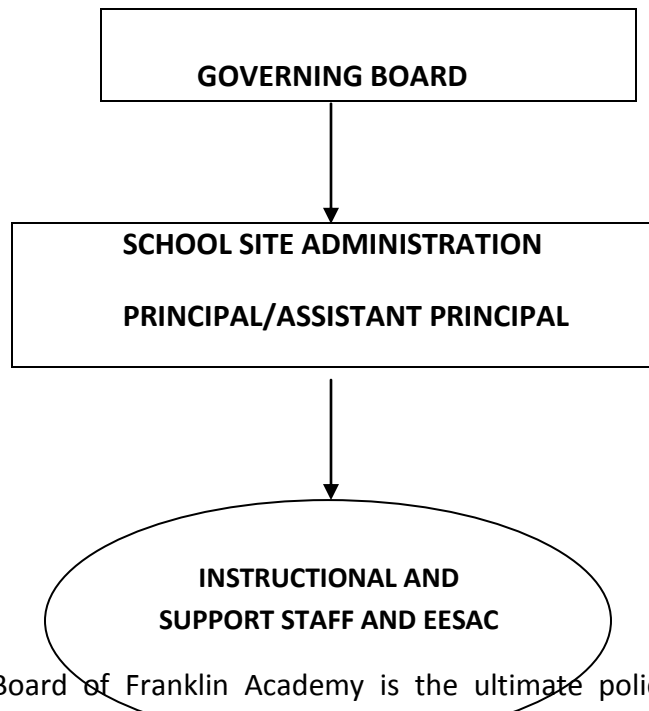 GOVERNING BOARD
SCHOOL SITE ADMINISTRATION
PRINCIPAL/ASSISTANT PRINCIPAL
INSTRUCTIONAL AND
SUPPORT STAFF AND EESAC
Board of Franklin Academy is the ultimate